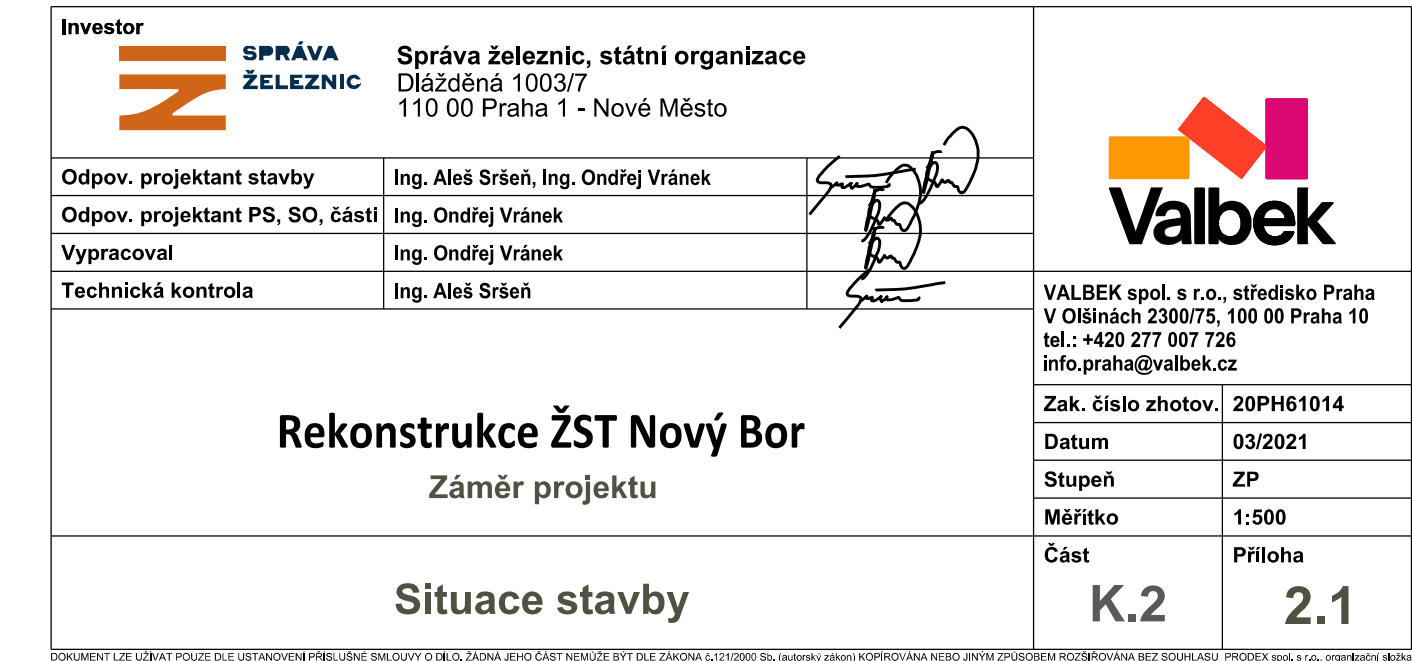 Investor
SPRÁVA
ŽELEZNIC
Správa železnic, státní organizace
Dlážděná 1003/7
110 00 Praha 1 - Nové Město
Odpov. projektant stavby Ing. Aleš Sršeň, Ing. Ondřej Vránek
Odpov. projektant PS, SO, části Ing. Ondřej Vránek
Vypracoval Ing. Ondřej Vránek
Technická kontrola Ing. Aleš Sršeň
Valbek
VALBEK spol. s r.o., středisko Praha
V Olšinách 2300/75, 100 00 Praha 10
tel.: +420 277 007 726
info.praha@valbek.cz
Rekonstrukce ŽST Nový Bor
Záměr projektu
Zak. číslo zhotov. 20PH61014
Datum 03/2021
Stupeň ZP
Měřítko 1:500
Situace stavby
Část Příloha
K.2 2.1
DOKUMENT LZE UŽÍVAT POUZE DLE USTANOVENÍ PŘÍSLUŠNÉ SMLOUVY O DÍLO. ŽÁDNÁ JEHO ČÁST NEMŮŽE BÝT DLE ZÁKONA č.121/2000 Sb. (autorský zákon) KOPÍROVÁNA NEBO JINÝM ZPŮSOBEM ROZŠIŘOVÁNA BEZ SOUHLASU PRODEX spol. s r.o. organizační složka